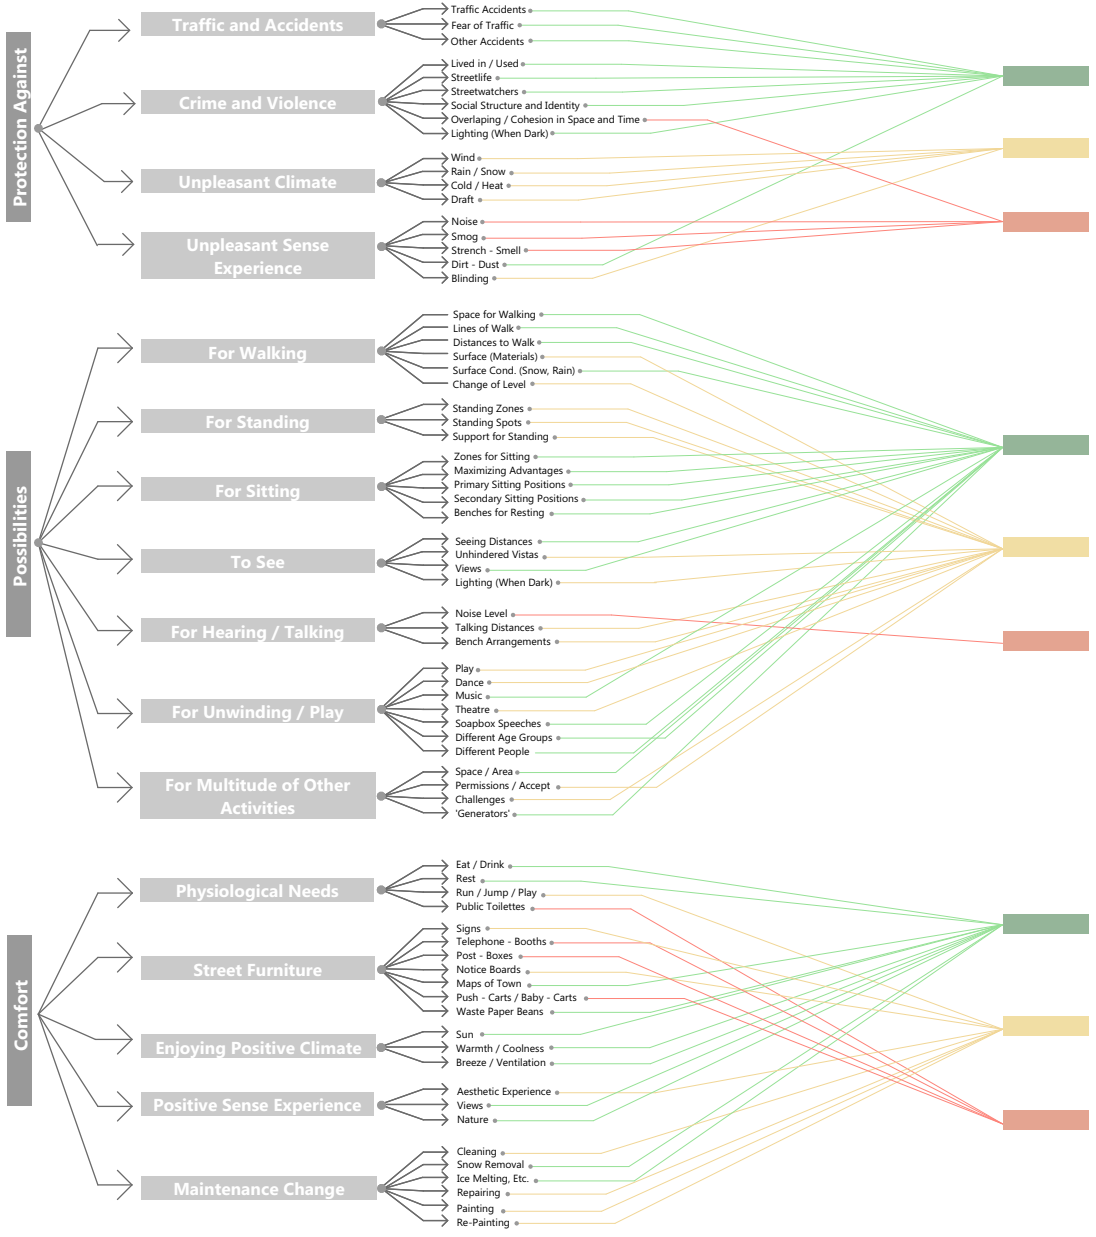 Protection Against
Traffic and Accidents
Traffic Accidents
Fear of Traffic
Other Accidents
Crime and Violence
Lived in / Used
Streetlife
Streetwatchers
Social Structure and Identity
Overlaping / Cohesion in Space and Time
Lighting (When Dark)
Unpleasant Climate
Wind
Rain / Snow
Cold / Heat
Draft
Unpleasant Sense
Experience
Noise
Smog
Strench - Smell
Dirt - Dust
Blinding
Possibilities
For Walking
Space for Walking
Lines of Walk
Distances to Walk
Surface (Materials)
Surface Cond. (Snow, Rain)
Change of Level
For Standing
Standing Zones
Standing Spots
Support for Standing
For Sitting
Zones for Sitting
Maximizing Advantages
Primary Sitting Positions
Secondary Sitting Positions
Benches for Resting
To See
Seeing Distances
Unhindered Vistas
Views
Lighting (When Dark)
For Hearing / Talking
Noise Level
Talking Distances
Bench Arrangements
For Unwinding / Play
Play
Dance
Music
Theatre
Soapbox Speeches
Different Age Groups
Different People
For Multitude of Other
Activities
Space / Area
Permissions / Accept
Challenges
'Generators'
Comfort
Physiological Needs
Eat / Drink
Rest
Run / Jump / Play
Public Toilettes
Street Furniture
Signs
Telephone - Booths
Post - Boxes
Notice Boards
Maps of Town
Push - Carts / Baby - Carts
Waste Paper Beans
Enjoying Positive Climate
Sun
Warmth / Coolness
Breeze / Ventilation
Positive Sense Experience
Aesthetic Experience
Views
Nature
Maintenance Change
Cleaning
Snow Removal
Ice Melting, Etc.
Repairing
Painting
Re-Painting